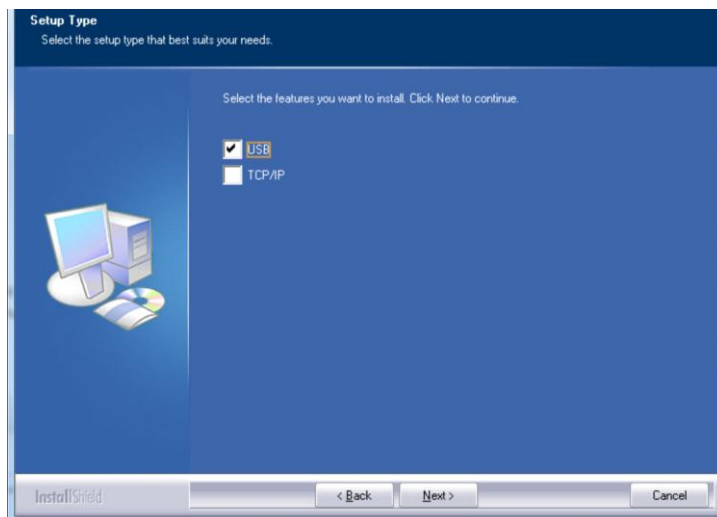 Setup Type
Select the setup type that best suits your needs.
Select the features you want to install. Click Next to continue.
USB
TCP/IP
InstallShield
< Back
Next >
Cancel